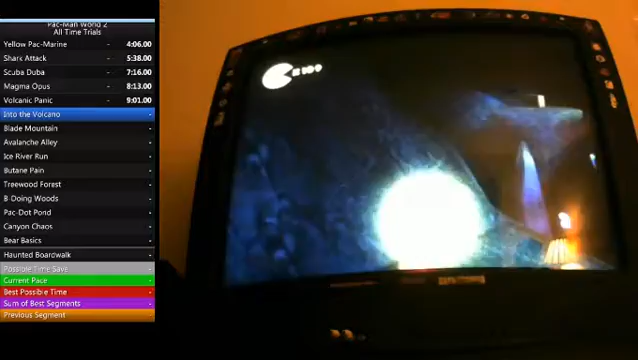 Pac-Man World 2
All Time Trials
Yellow Pac-Marine - 4:06.00
Shark Attack - 5:38.00
Scuba Duba - 7:16.00
Magma Opus - 8:13.00
Volcanic Panic - 9:01.00
Into the Volcano -
Blade Mountain -
Avalanche Alley -
Ice River Run -
Butane Pain -
Treewood Forest -
B-Doing Woods -
Pac-Dot Pond -
Canyon Chaos -
Bear Basics -
Haunted Boardwalk -
Possible Time Save -
Current Pace -
Best Possible Time -
Sum of Best Segments -
Previous Segment -